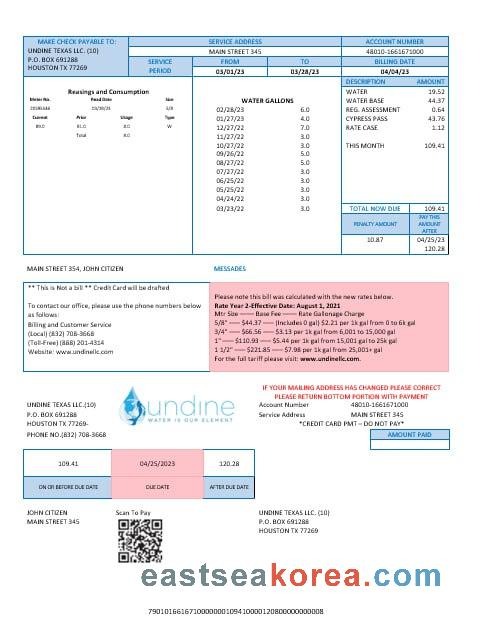 MAKE CHECK PAYABLE TO:
UNDINE TEXAS LLC. (10)
P.O. BOX 691288
HOUSTON TX 77269
SERVICE ADDRESS
MAIN STREET 345
SERVICE PERIOD
FROM TO
03/01/23 03/28/23
ACCOUNT NUMBER
48010-1661671000
BILLING DATE
04/04/23
Reasings and Consumption
Meter No. Read Date Size
03/28/23 5/8
Current Prior Usage Type
89.0 81.0 8.0 W
Total 8.0
WATER GALLONS
02/28/23 6.0
01/27/23 4.0
12/27/22 7.0
11/27/22 3.0
10/27/22 3.0
09/26/22 5.0
08/27/22 5.0
07/27/22 3.0
06/25/22 3.0
05/25/22 3.0
04/24/22 3.0
03/23/22 3.0
DESCRIPTION AMOUNT
WATER 19.52
WATER BASE 44.37
REG. ASSESSMENT 0.64
CYPRESS PASS 43.76
RATE CASE 1.12
THIS MONTH 109.41
TOTAL NOW DUE 109.41
PENALTY AMOUNT
PAY THIS
AMOUNT
AFTER
10.87 04/25/23
120.28
MAIN STREET 354, JOHN CITIZEN
MESSADES
** This is Not a bill ** Credit Card will be drafted
To contact our office, please use the phone numbers below
as follows:
Billing and Customer Service
(Local) (832) 708-3668
(Toll-Free) (888) 201-4314
Website: www.undinellc.com
Please note this bill was calculated with the new rates below.
Rate Year 2-Effective Date: August 1, 2021
Mtr Size —— Base Fee —— Rate Gallonage Charge
5/8" —— $44.37 —— (Includes 0 gal) $2.21 per 1k gal from 0 to 6k gal
3/4" —— $66.56 —— $3.13 per 1k gal from 6,001 to 15,000 gal
1" —— $110.93 —— $5.44 per 1k gal from 15,001 gal to 25k gal
1 1/2" —— $221.85 —— $7.98 per 1k gal from 25,001+ gal
For the full tariff please visit: www.undinellc.com.
UNDINE TEXAS LLC.(10)
P.O. BOX 691288-
HOUSTON TX 77269-
PHONE NO.(832) 708-3668
undine
WATER IS OUR ELEMENT
IF YOUR MAILING ADDRESS HAS CHANGED PLEASE CORRECT
PLEASE RETURN BOTTOM PORTION WITH PAYMENT
Account Number 48010-1661671000
Service Address MAIN STREET 345
*CREDIT CARD PMT – DO NOT PAY*
AMOUNT PAID
109.41 04/25/2023 120.28
ON OR BEFORE DUE DATE DUE DATE AFTER DUE DATE
JOHN CITIZEN
MAIN STREET 345
Scan To Pay
UNDINE TEXAS LLC. (10)
P.O. BOX 691288
HOUSTON TX 77269
eastseakorea.com